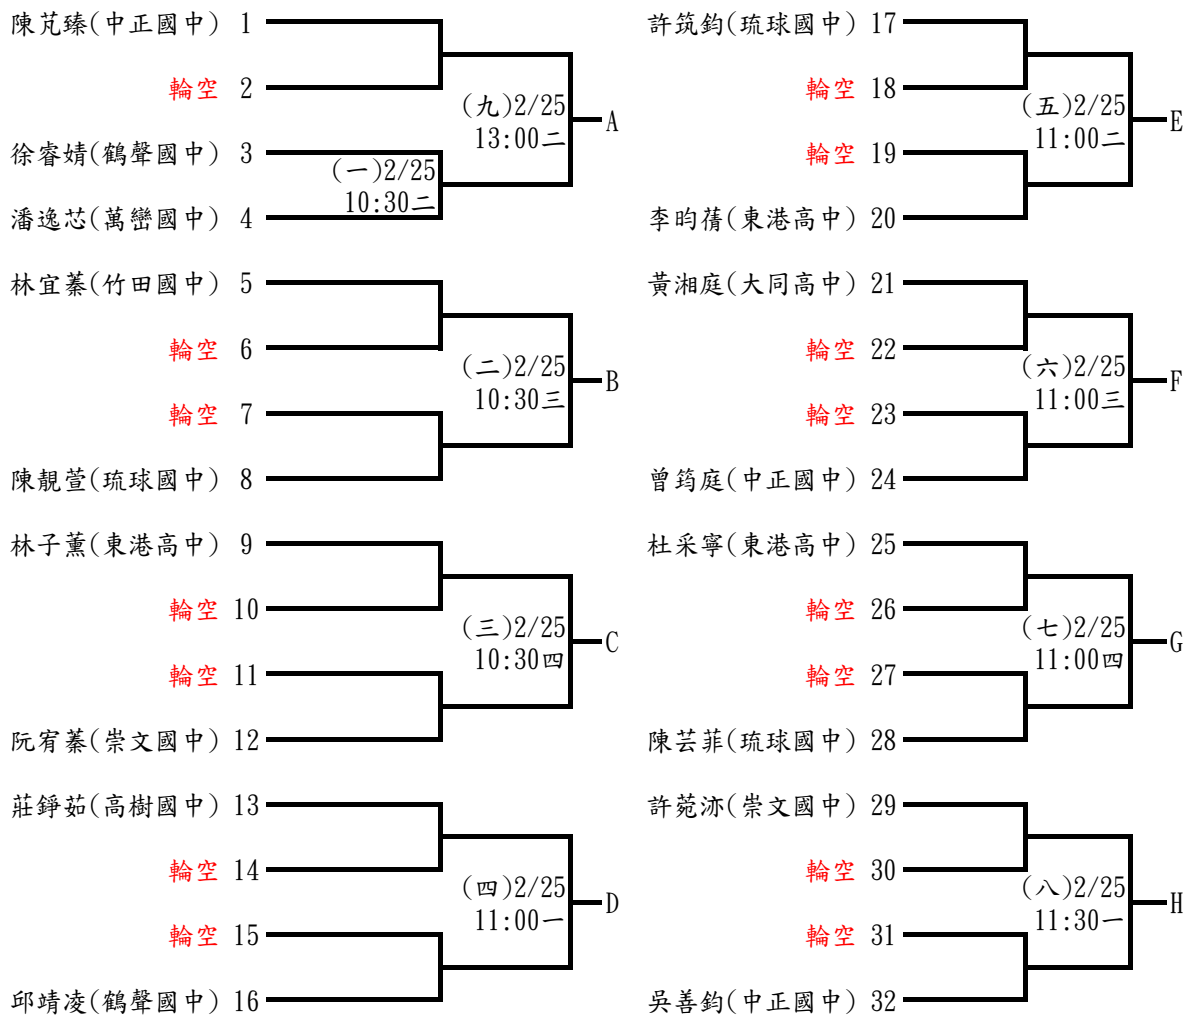 陳芃臻(中正國中) 1
輪空 2
徐睿婧(鶴聲國中) 3
潘逸芯(萬巒國中) 4
(一)2/25
10:30二
(九)2/25
13:00二
A
林宜蓁(竹田國中) 5
輪空 6
輪空 7
陳靚萱(琉球國中) 8
(二)2/25
10:30三
B
林子薰(東港高中) 9
輪空 10
輪空 11
阮宥蓁(崇文國中) 12
(三)2/25
10:30四
C
莊錚茹(高樹國中) 13
輪空 14
輪空 15
邱靖凌(鶴聲國中) 16
(四)2/25
11:00一
D
許筑鈞(琉球國中) 17
輪空 18
輪空 19
李昀蒨(東港高中) 20
(五)2/25
11:00二
E
黃湘庭(大同高中) 21
輪空 22
輪空 23
曾筠庭(中正國中) 24
(六)2/25
11:00三
F
杜采寧(東港高中) 25
輪空 26
輪空 27
陳芸菲(琉球國中) 28
(七)2/25
11:00四
G
許菀洂(崇文國中) 29
輪空 30
輪空 31
吳善鈞(中正國中) 32
(八)2/25
11:30一
H